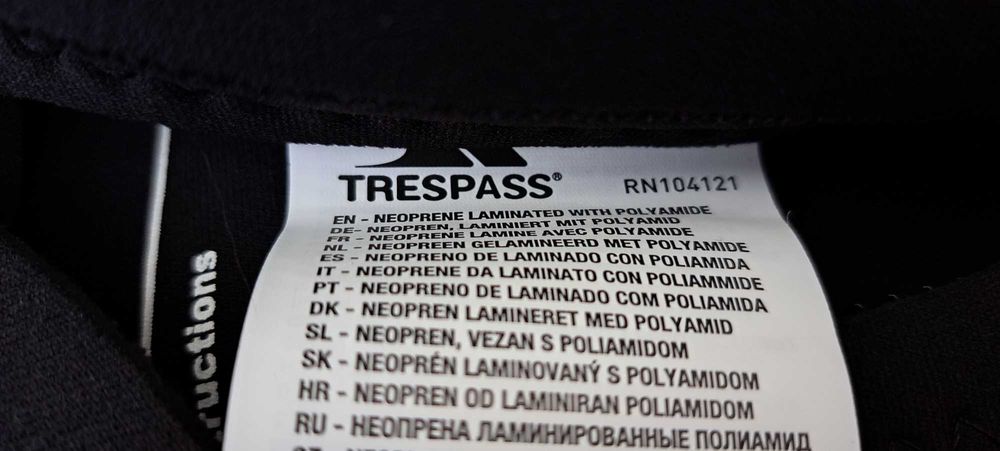 TRESPASS® RN104121
EN - NEOPRENE LAMINATED WITH POLYAMIDE
DE- NEOPREN, LAMINIERT MIT POLYAMID
FR - NEOPRENE LAMINE AVEC POLYAMIDE
NL - NEOPREEN GELAMINEERD MET POLYAMIDE
ES - NEOPRENO DE LAMINADO CON POLIAMIDA
IT - NEOPRENE DA LAMINATO CON POLIAMMIDE
PT - NEOPRENO DE LAMINADO COM POLIAMIDA
DK - NEOPREN LAMINERET MED POLYAMID
SL - NEOPREN, VEZAN S POLIAMIDOM
SK - NEOPRÉN LAMINOVANÝ S POLYAMIDOM
HR - NEOPREN OD LAMINIRAN POLIAMIDOM
RU - НЕОПРЕНА ЛАМИНИРОВАННЫЕ ПОЛИАМИД
ructions